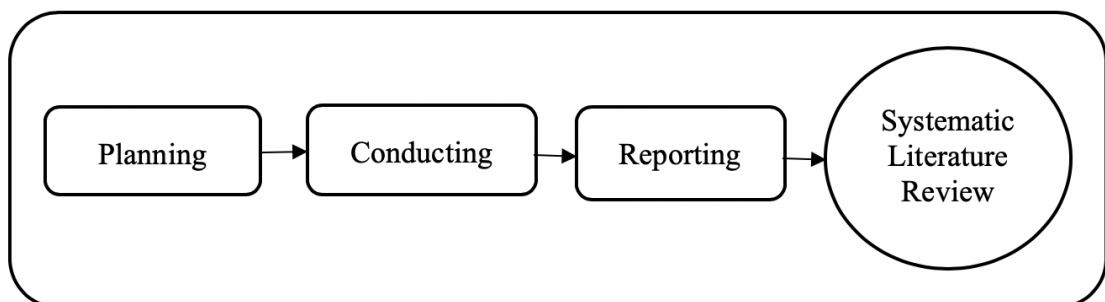 Planning
Conducting
Reporting
Systematic
Literature
Review